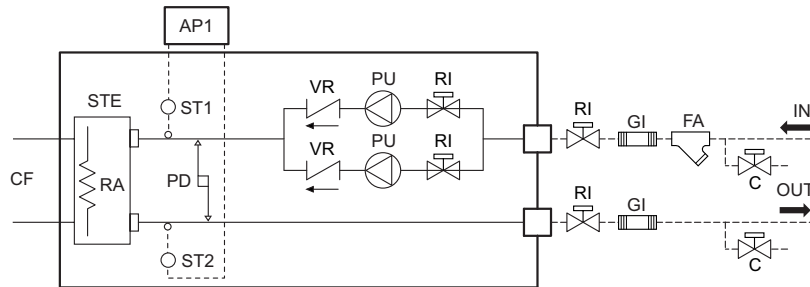 AP1
STE
ST1
VR
PU
RI
RI
GI
FA
IN
CF
RA
PD
VR
PU
RI
C
OUT
RI
GI
ST2
C